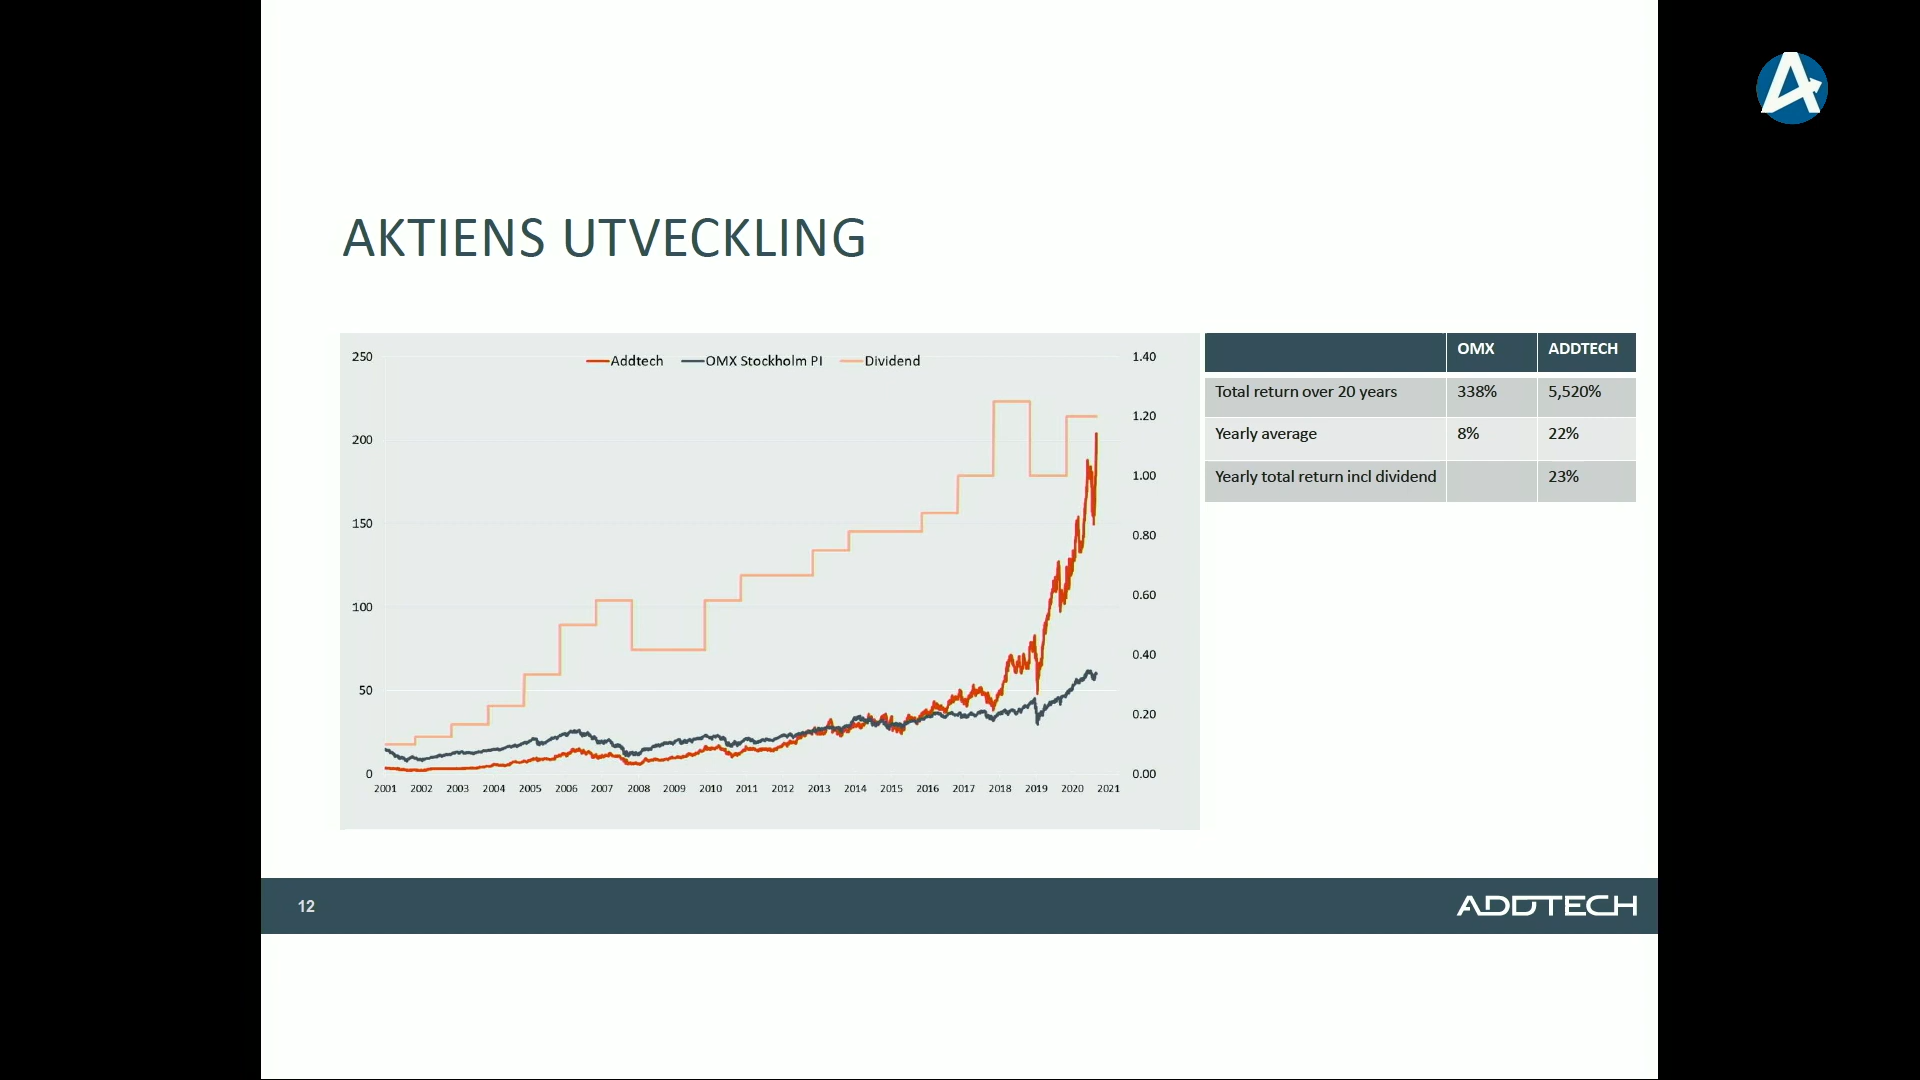 AKTIENS UTVECKLING
Addtech OMX Stockholm PI Dividend
250
200
150
100
50
0
1.40
1.20
1.00
0.80
0.60
0.40
0.20
0.00
2001 2002 2003 2004 2005 2006 2007 2008 2009 2010 2011 2012 2013 2014 2015 2016 2017 2018 2019 2020 2021
OMX ADDTECH
Total return over 20 years 338% 5,520%
Yearly average 8% 22%
Yearly total return incl dividend 23%
12
ADDTECH